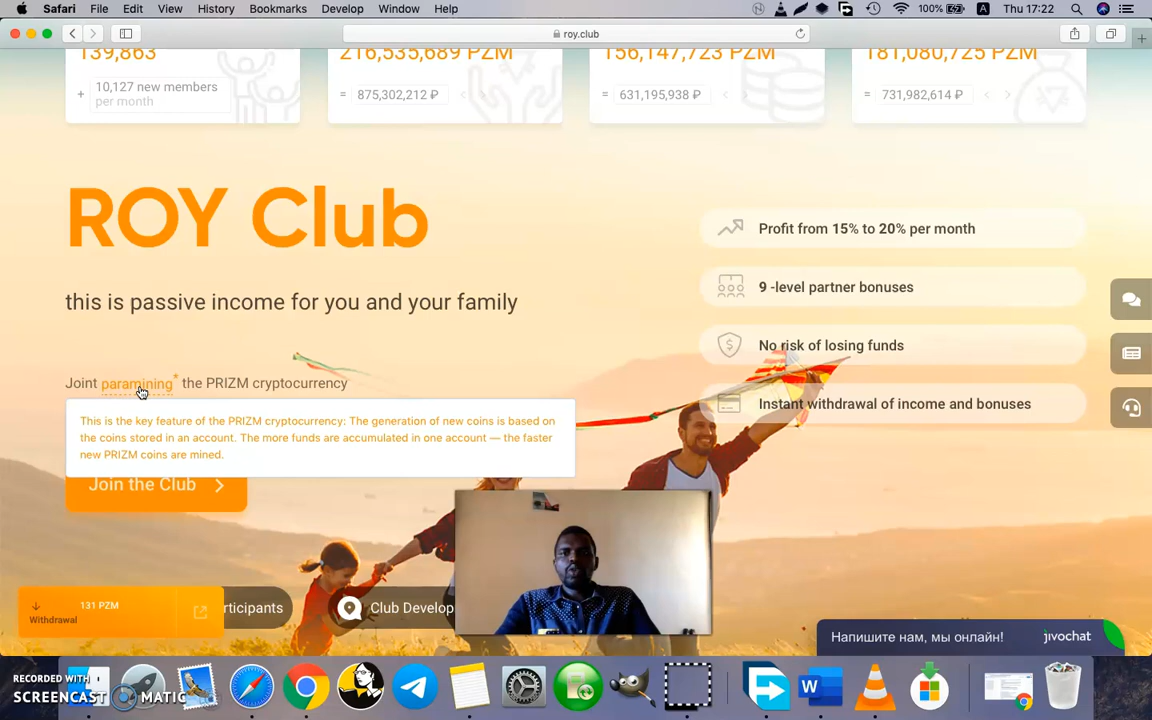 Safari File Edit View History Bookmarks Develop Window Help 100% A Thu 17:22
roy.club
139,863 216,535,689 PZM 156,147,723 PZM 181,080,725 PZM
+ 10,127 new members = 875,302,212 ₽ = 631,195,938 ₽ = 731,982,614 ₽
per month
ROY Club
this is passive income for you and your family
Profit from 15% to 20% per month
9 -level partner bonuses
No risk of losing funds
Instant withdrawal of income and bonuses
Joint paramining* the PRIZM cryptocurrency
This is the key feature of the PRIZM cryptocurrency: The generation of new coins is based on
the coins stored in an account. The more funds are accumulated in one account — the faster
new PRIZM coins are mined.
Join the Club
131 PZM
Withdrawal
rticipants Club Develop
Напишите нам, мы онлайн! jivochat
RECORDED WITH
SCREENCAST MATIC
W